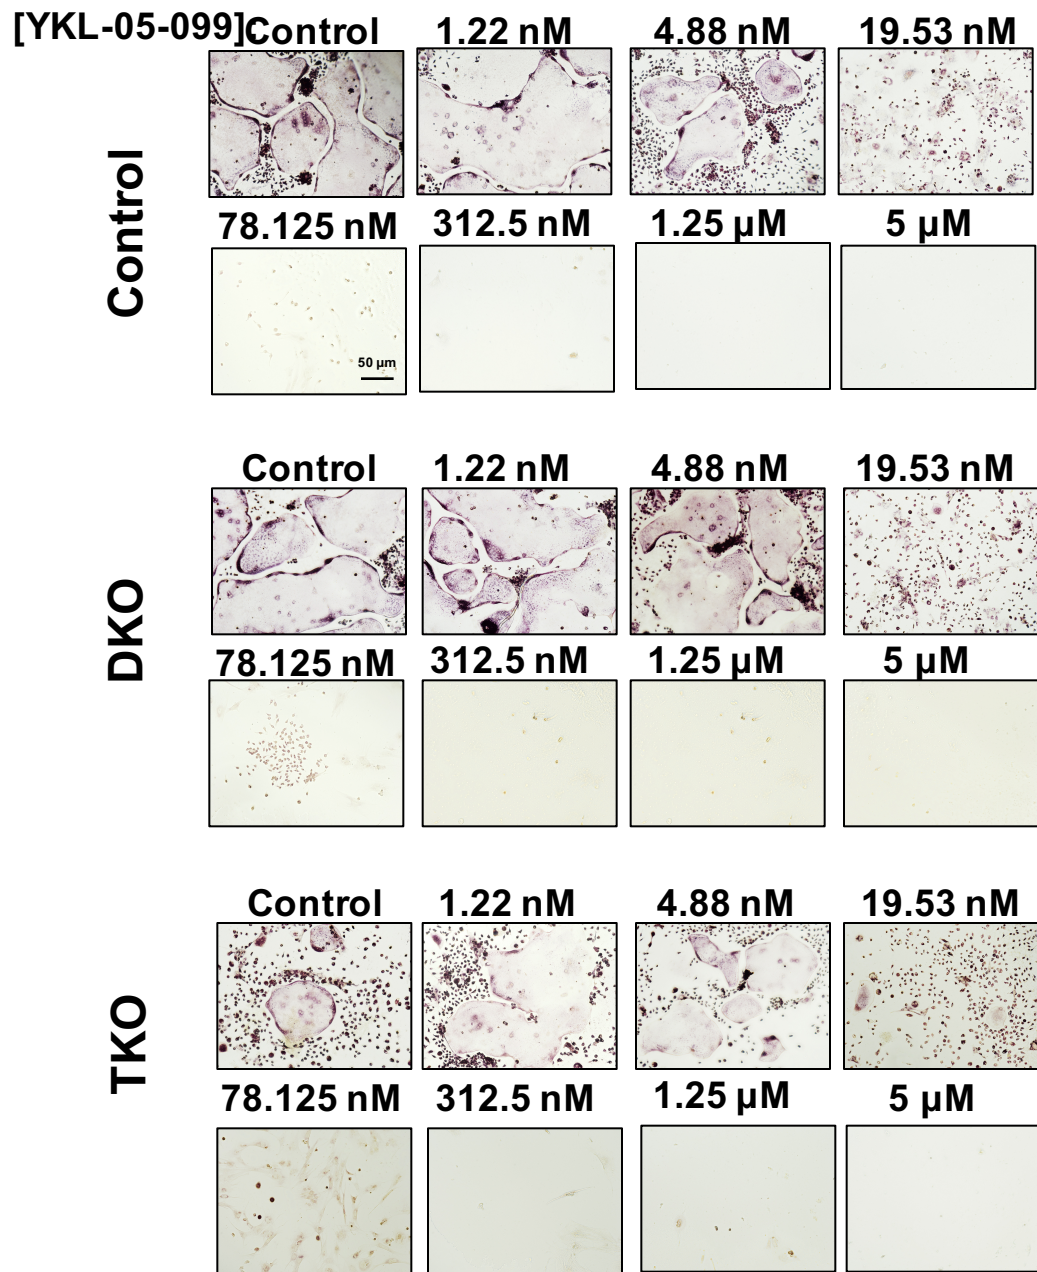 [YKL-05-099] Control 1.22 nM 4.88 nM 19.53 nM
Control
78.125 nM 312.5 nM 1.25 µM 5 µM
50 µm
Control 1.22 nM 4.88 nM 19.53 nM
DKO
78.125 nM 312.5 nM 1.25 µM 5 µM
Control 1.22 nM 4.88 nM 19.53 nM
TKO
78.125 nM 312.5 nM 1.25 µM 5 µM